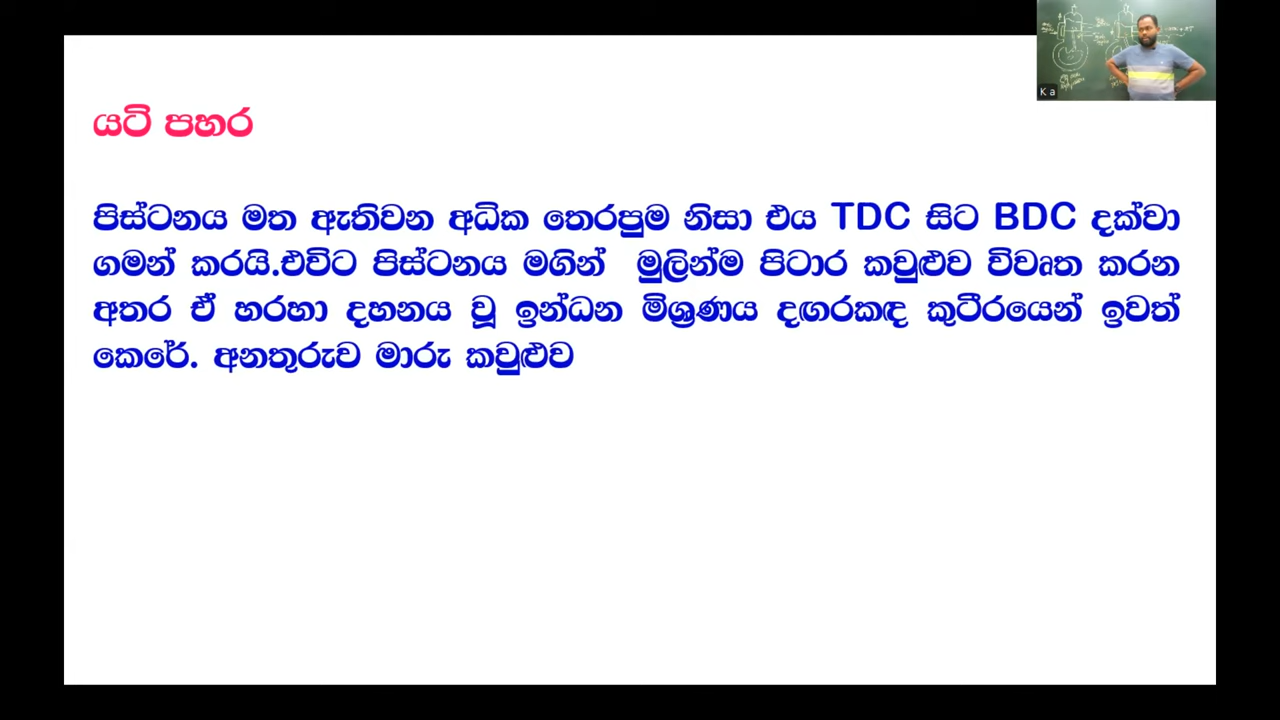 යටි පහර
පිස්ටනය මත ඇතිවන අධික තෙරපුම නිසා එය TDC සිට BDC දක්වා
ගමන් කරයි.එවිට පිස්ටනය මගින් මුලින්ම පිටාර කවුළුව විවෘත කරන
අතර ඒ හරහා දහනය වූ ඉන්ධන මිශ්‍රණය දඟරකඳ කුටීරයෙන් ඉවත්
කෙරේ. අනතුරුව මාරු කවුළුව
K a